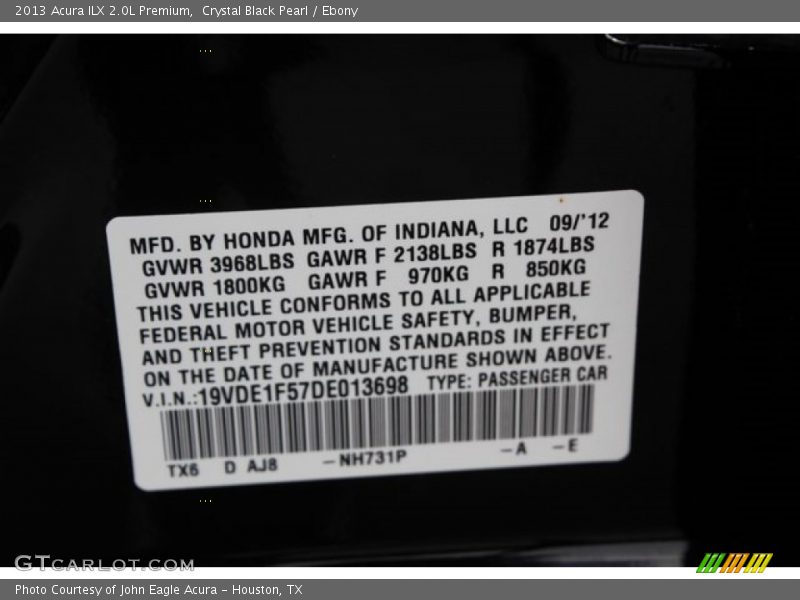 2013 Acura ILX 2.0L Premium,  Crystal Black Pearl / Ebony
MFD. BY HONDA MFG. OF INDIANA, LLC 09/'12
GVWR 3968LBS GAWR F 2138LBS R 1874LBS
GVWR 1800KG GAWR F 970KG R 850KG
THIS VEHICLE CONFORMS TO ALL APPLICABLE
FEDERAL MOTOR VEHICLE SAFETY, BUMPER,
AND THEFT PREVENTION STANDARDS IN EFFECT
ON THE DATE OF MANUFACTURE SHOWN ABOVE.
V.I.N.:19VDE1F57DE013698 TYPE: PASSENGER CAR
TX6 D AJ8 -NH731P -A -E
GTCARLOT.COM
Photo Courtesy of John Eagle Acura - Houston, TX